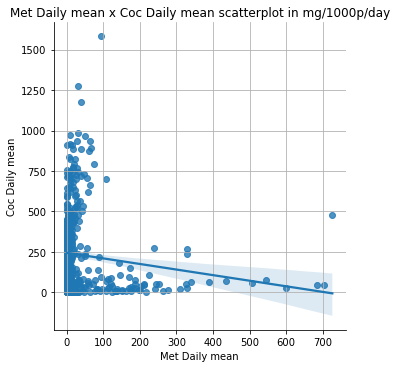 Met Daily mean x Coc Daily mean scatterplot in mg/1000p/day
1500
1250
1000
750
500
250
0
Coc Daily mean
0 100 200 300 400 500 600 700
Met Daily mean